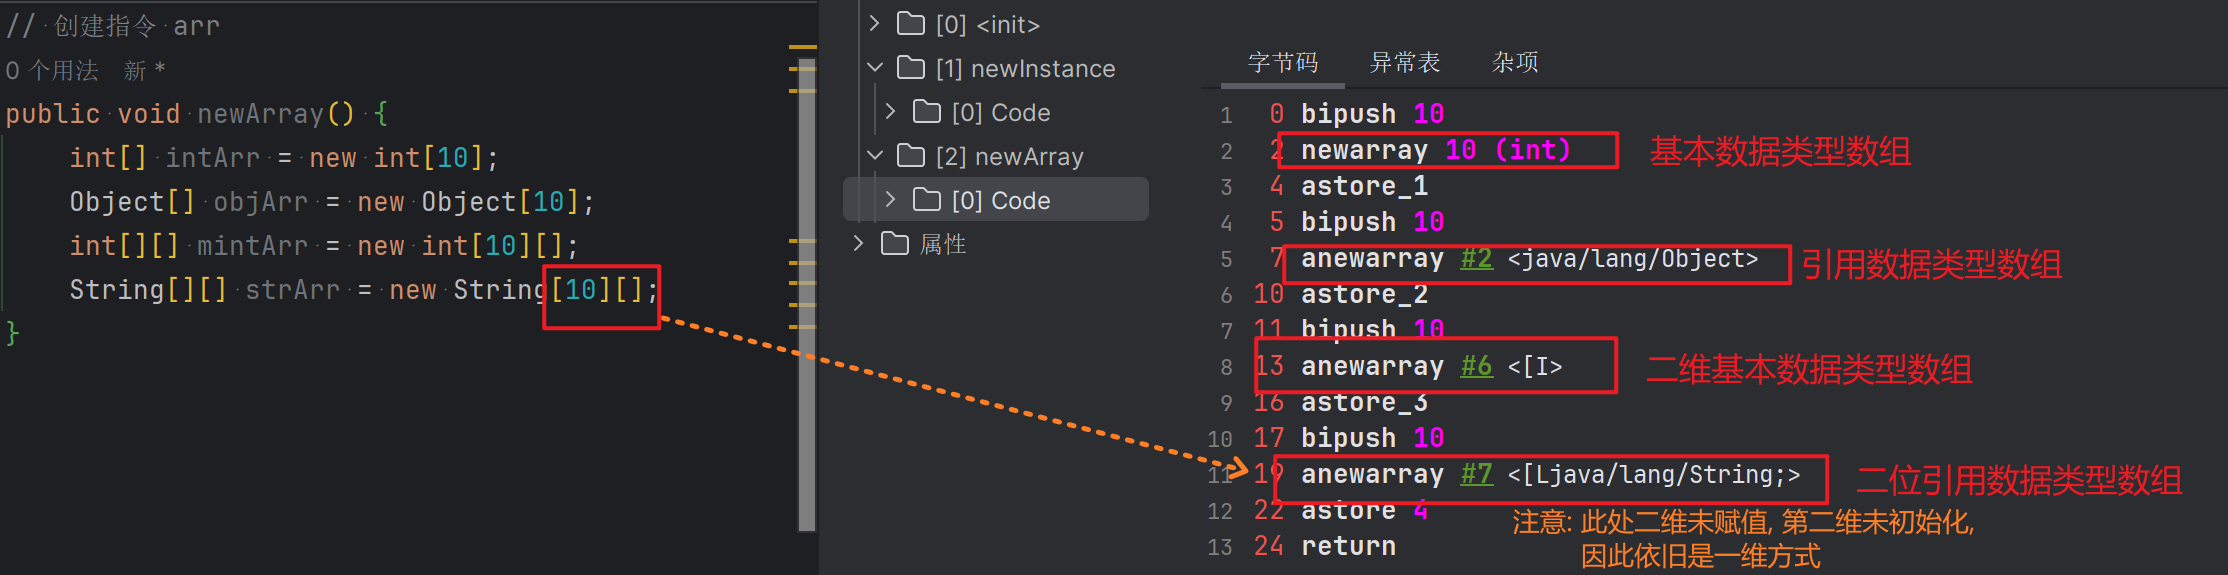 // 创建指令 arr
0 个用法 新 *
public void newArray() {
int[] intArr = new int[10];
Object[] objArr = new Object[10];
int[][] mintArr = new int[10][];
String[][] strArr = new String[10][];
}
[0] <init>
[1] newInstance
[0] Code
[2] newArray
[0] Code
属性
字节码 异常表 杂项
1 0 bipush 10
2 2 newarray 10 (int) 基本数据类型数组
3 4 astore_1
4 5 bipush 10
5 7 anewarray #2 <java/lang/Object> 引用数据类型数组
6 10 astore_2
7 11 bipush 10
8 13 anewarray #6 <[I> 二维基本数据类型数组
9 16 astore_3
10 17 bipush 10
11 19 anewarray #7 <[Ljava/lang/String;> 二位引用数据类型数组
12 22 astore 4
注意: 此处二维未赋值, 第二维未初始化,
13 24 return
因此依旧是一维方式